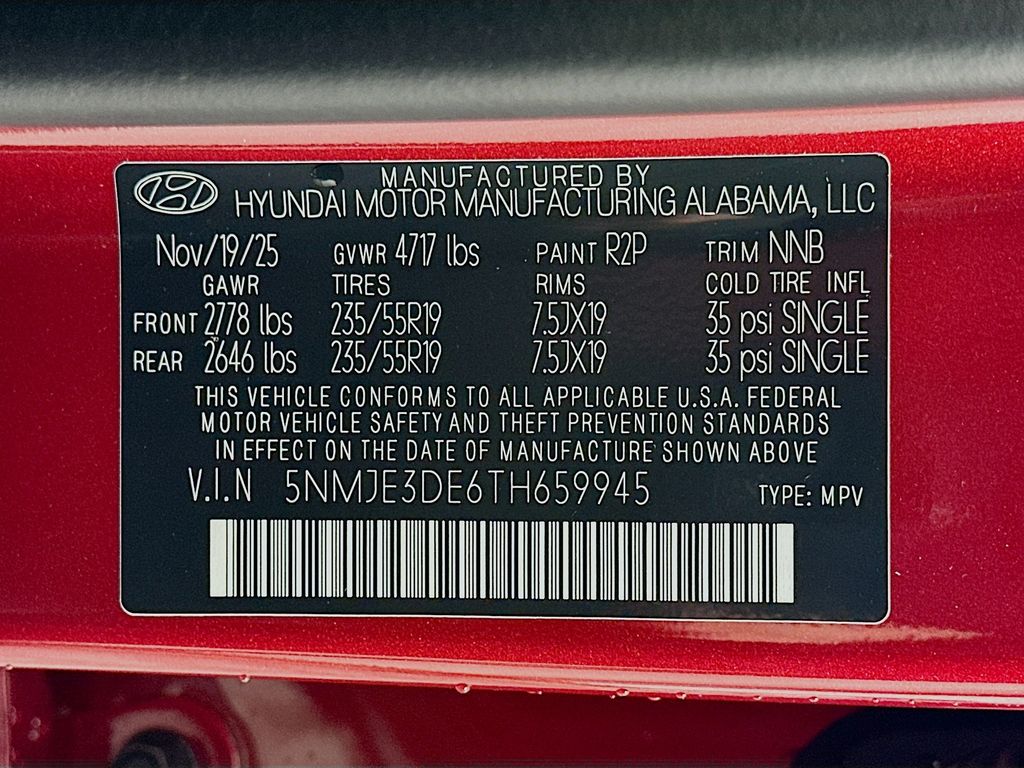 MANUFACTURED BY
HYUNDAI MOTOR MANUFACTURING ALABAMA, LLC
Nov/19/25 GVWR 4717 lbs PAINT R2P TRIM NNB
GAWR TIRES RIMS COLD TIRE INFL
FRONT 2778 lbs 235/55R19 7.5JX19 35 psi SINGLE
REAR 2646 lbs 235/55R19 7.5JX19 35 psi SINGLE
THIS VEHICLE CONFORMS TO ALL APPLICABLE U.S.A. FEDERAL
MOTOR VEHICLE SAFETY AND THEFT PREVENTION STANDARDS
IN EFFECT ON THE DATE OF MANUFACTURE SHOWN ABOVE
V.I.N 5NMJE3DE6TH659945 TYPE: MPV